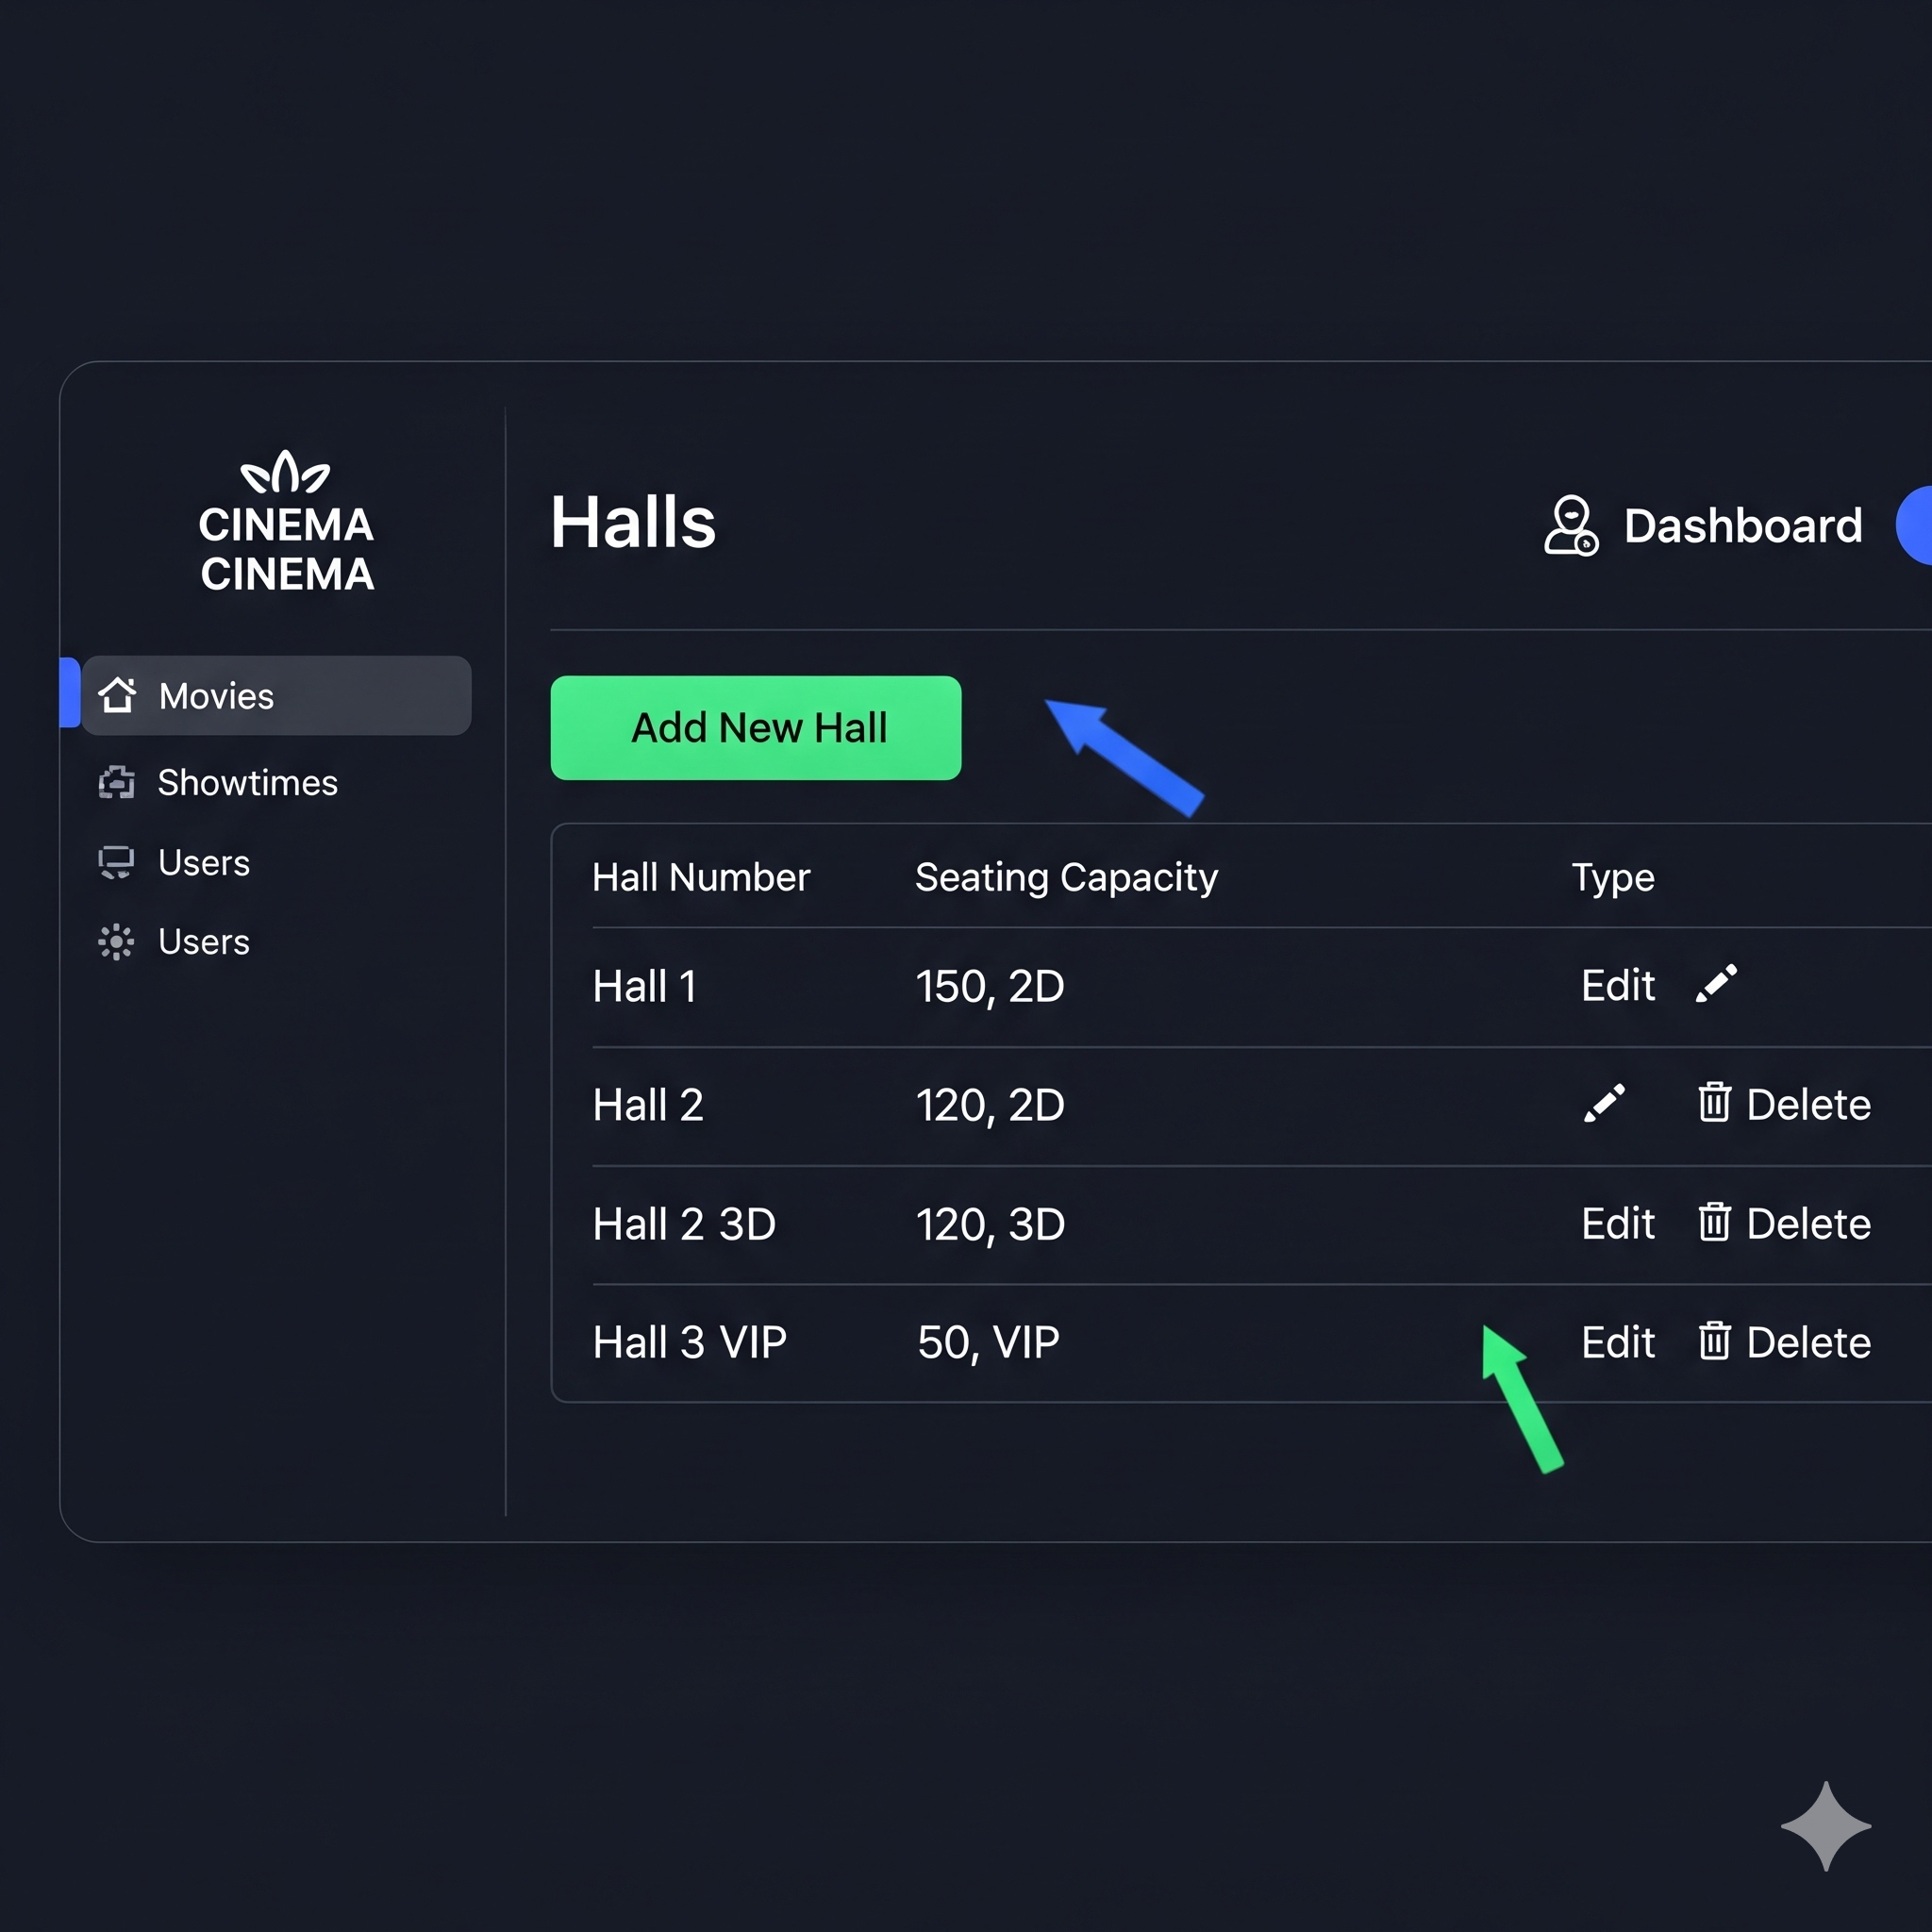 CINEMA
CINEMA
Movies
Showtimes
Users
Users
Halls
Dashboard
Add New Hall
Hall Number Seating Capacity Type
Hall 1 150, 2D Edit
Hall 2 120, 2D Delete
Hall 2 3D 120, 3D Edit Delete
Hall 3 VIP 50, VIP Edit Delete